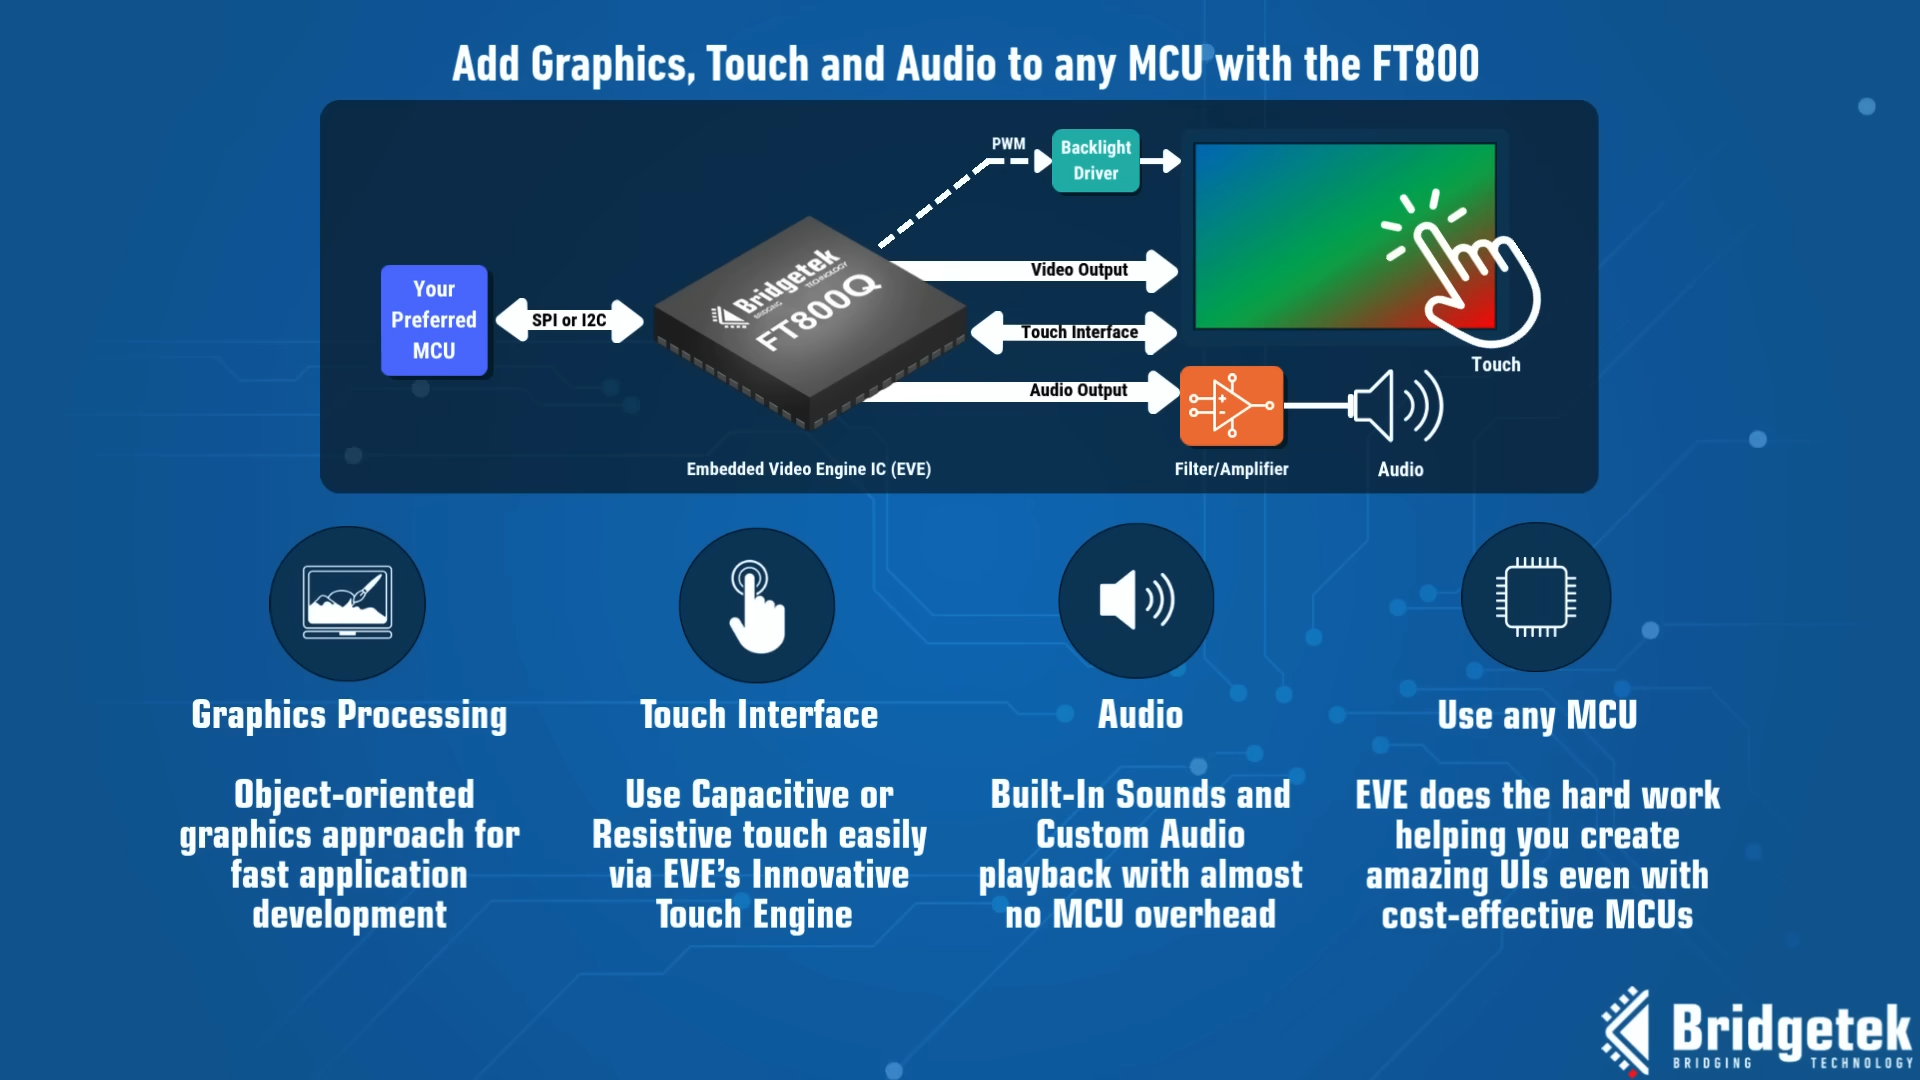 Add Graphics, Touch and Audio to any MCU with the FT800
PWM
Backlight
Driver
Your
Preferred
MCU
SPI or I2C
Bridgetek
BRIDGING TECHNOLOGY
FT800Q
Video Output
Touch Interface
Audio Output
Touch
Embedded Video Engine IC (EVE)
Filter/Amplifier
Audio
Graphics Processing
Object-oriented
graphics approach for
fast application
development
Touch Interface
Use Capacitive or
Resistive touch easily
via EVE’s Innovative
Touch Engine
Audio
Built-In Sounds and
Custom Audio
playback with almost
no MCU overhead
Use any MCU
EVE does the hard work
helping you create
amazing UIs even with
cost-effective MCUs
Bridgetek
BRIDGING TECHNOLOGY